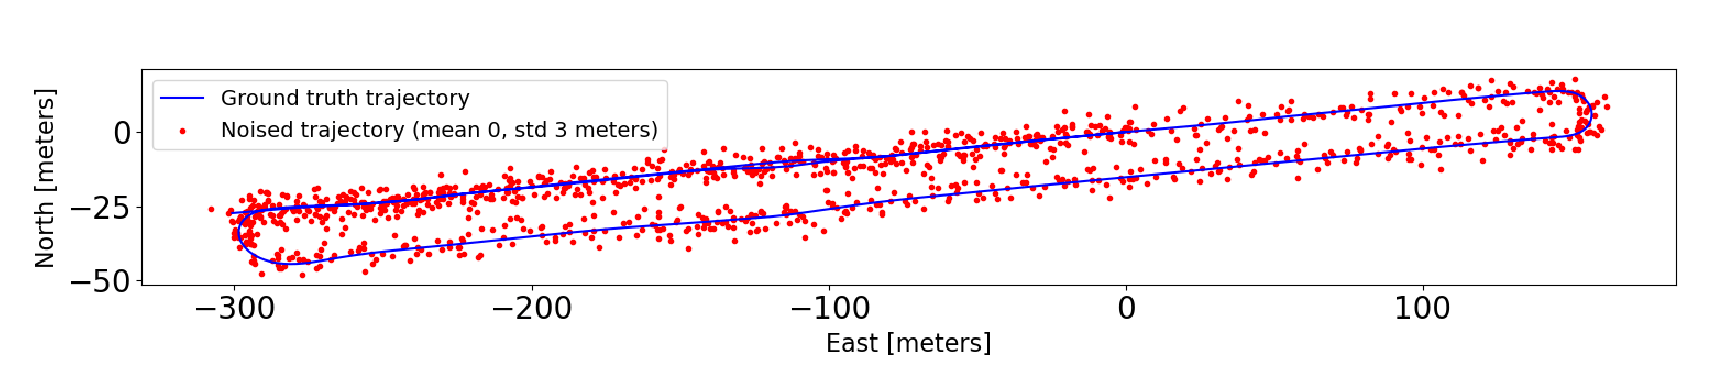 Ground truth trajectory
Noised trajectory (mean 0, std 3 meters)
North [meters]
0
−25
−50
−300
−200
−100
0
100
East [meters]